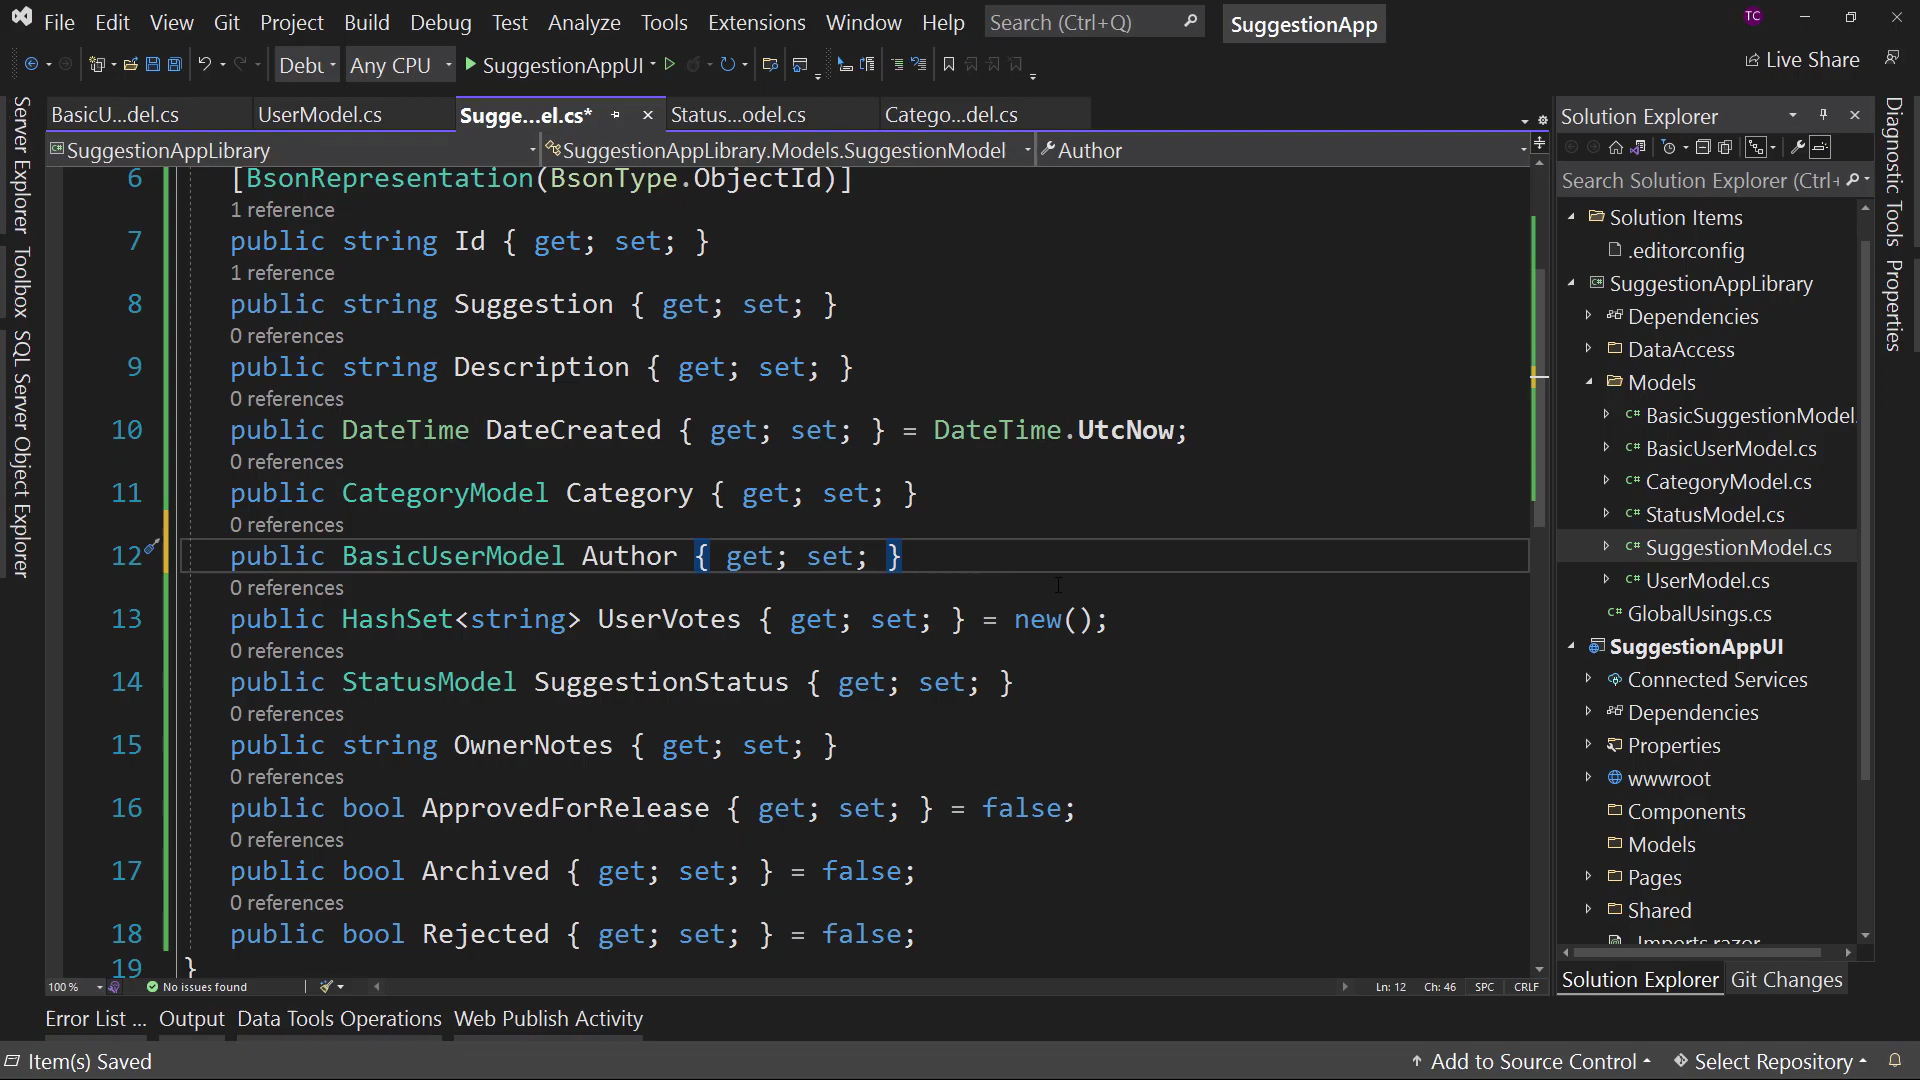 File Edit View Git Project Build Debug Test Analyze Tools Extensions Window Help Search (Ctrl+Q) SuggestionApp TC
Debu Any CPU SuggestionAppUI Live Share
BasicU...del.cs UserModel.cs Sugge...el.cs* Status...odel.cs Catego...del.cs
SuggestionAppLibrary SuggestionAppLibrary.Models.SuggestionModel Author
6 [BsonRepresentation(BsonType.ObjectId)]
1 reference
7 public string Id { get; set; }
1 reference
8 public string Suggestion { get; set; }
0 references
9 public string Description { get; set; }
0 references
10 public DateTime DateCreated { get; set; } = DateTime.UtcNow;
0 references
11 public CategoryModel Category { get; set; }
0 references
12 public BasicUserModel Author { get; set; }
0 references
13 public HashSet<string> UserVotes { get; set; } = new();
0 references
14 public StatusModel SuggestionStatus { get; set; }
0 references
15 public string OwnerNotes { get; set; }
0 references
16 public bool ApprovedForRelease { get; set; } = false;
0 references
17 public bool Archived { get; set; } = false;
0 references
18 public bool Rejected { get; set; } = false;
19 }
100 % No issues found Ln: 12 Ch: 46 SPC CRLF
Error List ... Output Data Tools Operations Web Publish Activity
Item(s) Saved Add to Source Control Select Repository
Server Explorer
Toolbox
SQL Server Object Explorer
Solution Explorer
Search Solution Explorer (Ctrl+
Solution Items
.editorconfig
SuggestionAppLibrary
Dependencies
DataAccess
Models
C# BasicSuggestionModel.
C# BasicUserModel.cs
C# CategoryModel.cs
C# StatusModel.cs
C# SuggestionModel.cs
C# UserModel.cs
C# GlobalUsings.cs
SuggestionAppUI
Connected Services
Dependencies
Properties
wwwroot
Components
Models
Pages
Shared
_Imports.razor
Solution Explorer Git Changes
Diagnostic Tools
Properties